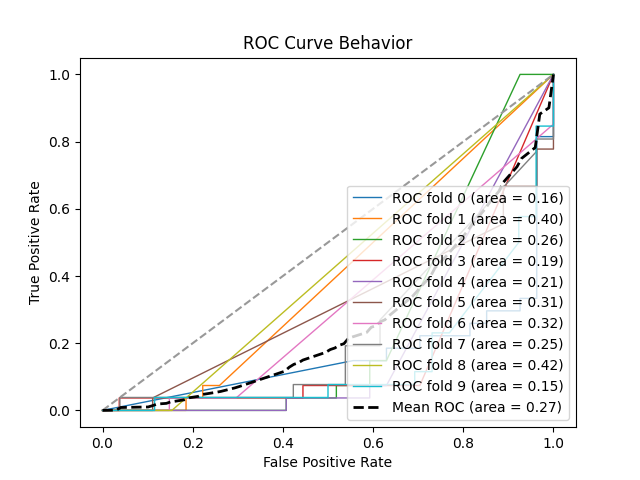 ROC Curve Behavior
1.0
0.8
0.6
0.4
0.2
0.0
True Positive Rate
ROC fold 0 (area = 0.16)
ROC fold 1 (area = 0.40)
ROC fold 2 (area = 0.26)
ROC fold 3 (area = 0.19)
ROC fold 4 (area = 0.21)
ROC fold 5 (area = 0.31)
ROC fold 6 (area = 0.32)
ROC fold 7 (area = 0.25)
ROC fold 8 (area = 0.42)
ROC fold 9 (area = 0.15)
Mean ROC (area = 0.27)
0.0 0.2 0.4 0.6 0.8 1.0
False Positive Rate